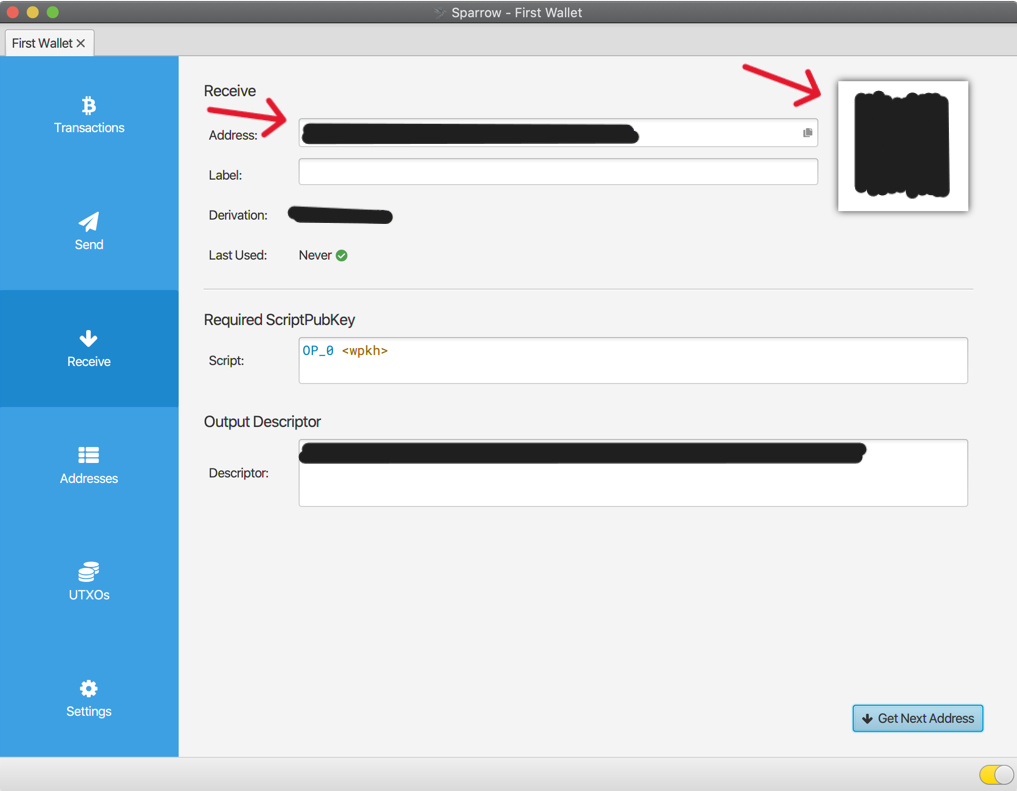 Sparrow - First Wallet
First Wallet
Transactions
Send
Receive
Addresses
UTXOs
Settings
Receive
Address:
Label:
Derivation:
Last Used: Never
Required ScriptPubKey
Script: OP_0 <wpkh>
Output Descriptor
Descriptor:
Get Next Address